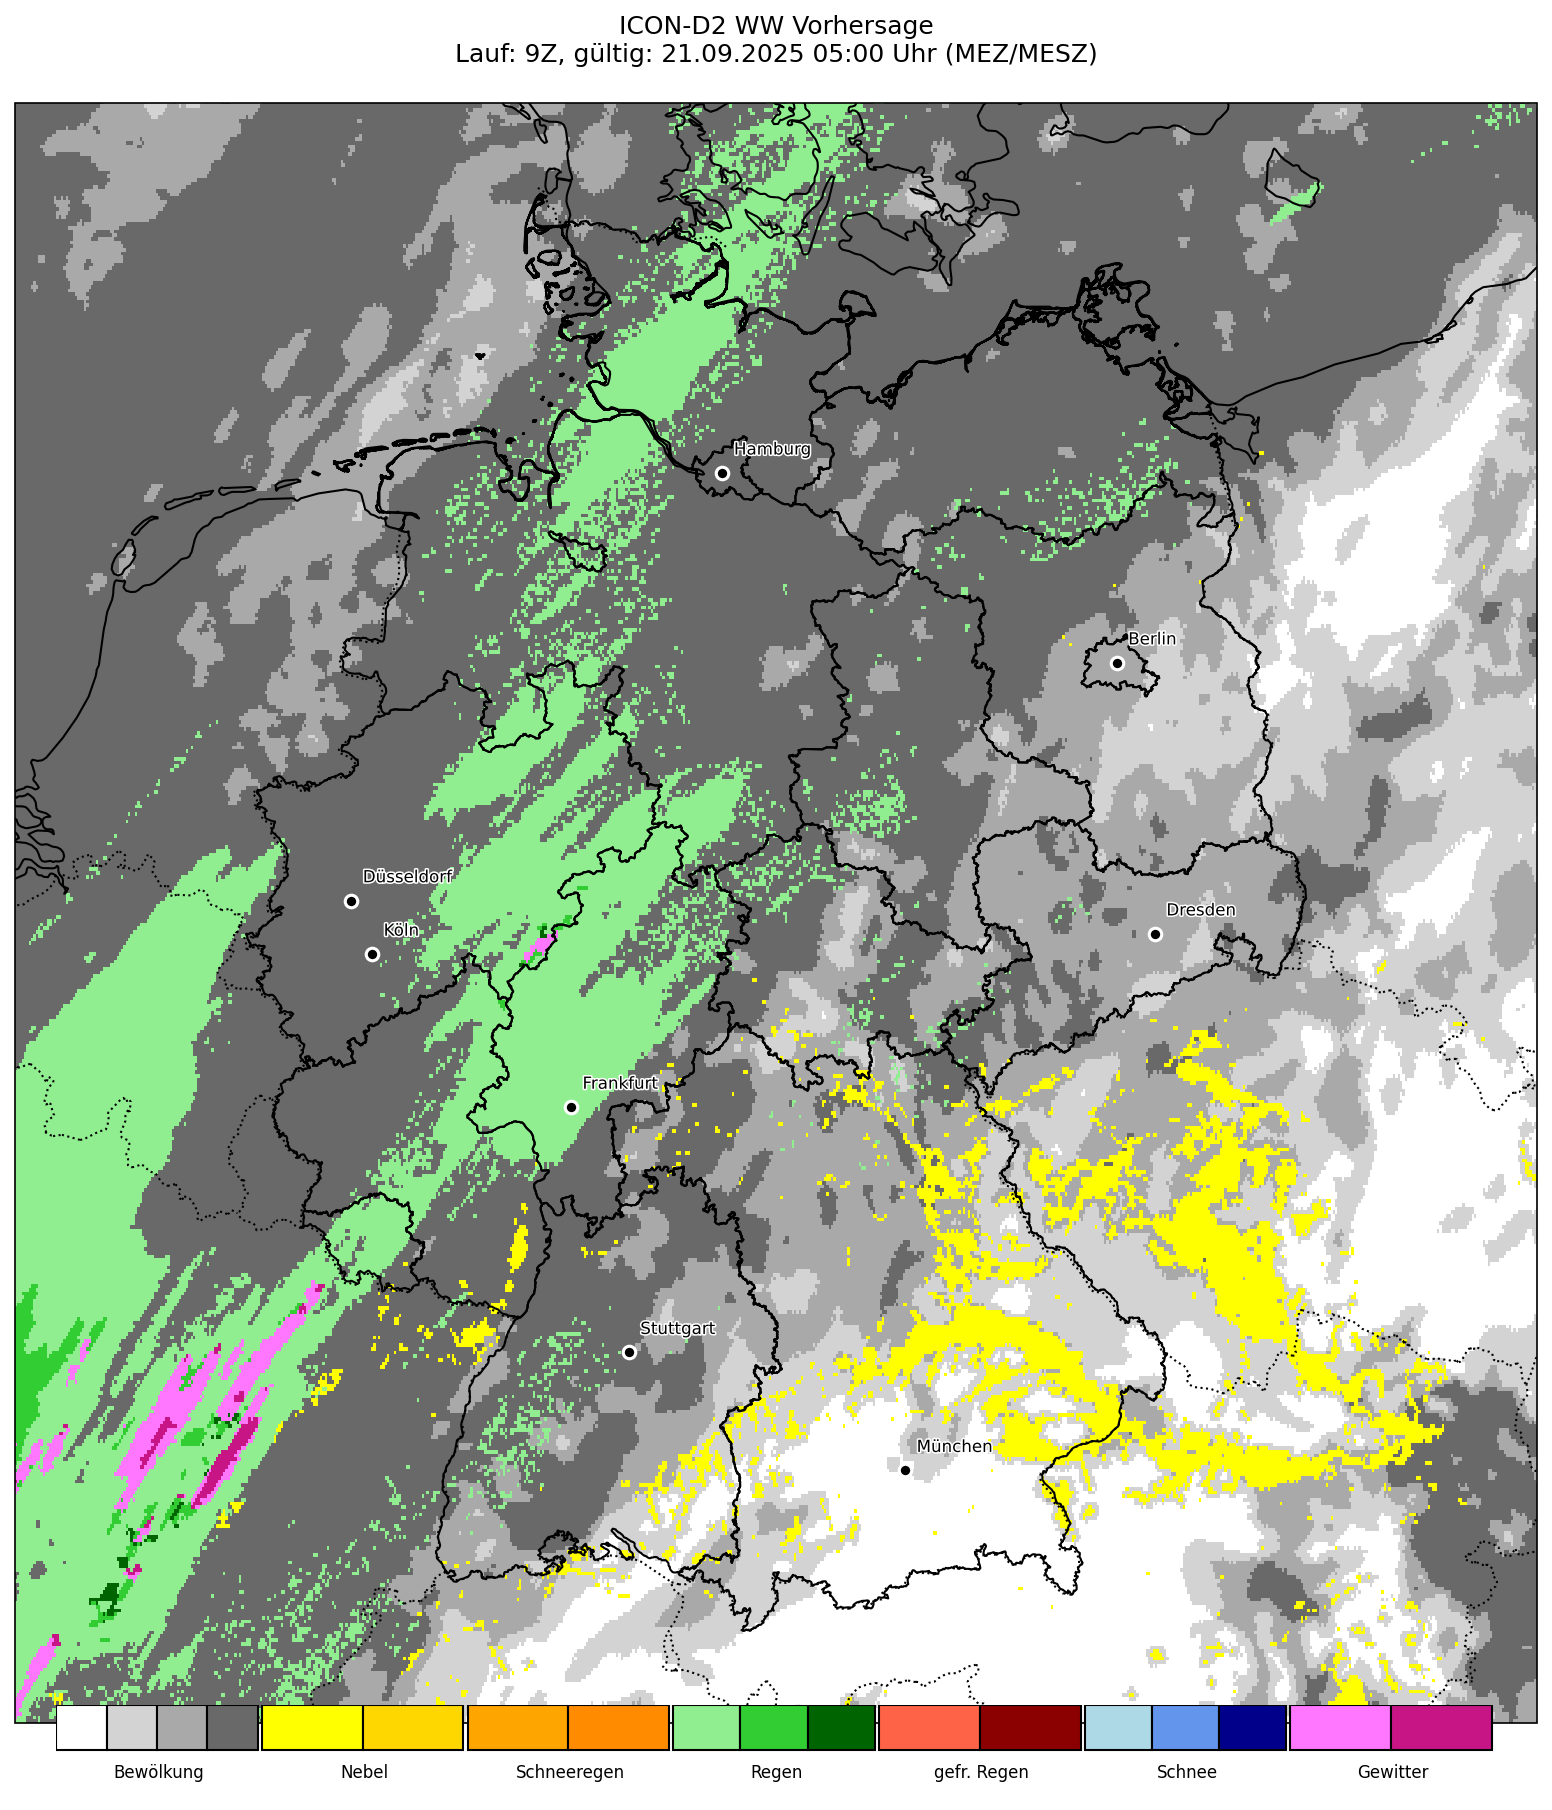 ICON-D2 WW Vorhersage
Lauf: 9Z, gültig: 21.09.2025 05:00 Uhr (MEZ/MESZ)
Hamburg
Berlin
Düsseldorf
Köln
Dresden
Frankfurt
Stuttgart
München
Bewölkung
Nebel
Schneeregen
Regen
gefr. Regen
Schnee
Gewitter